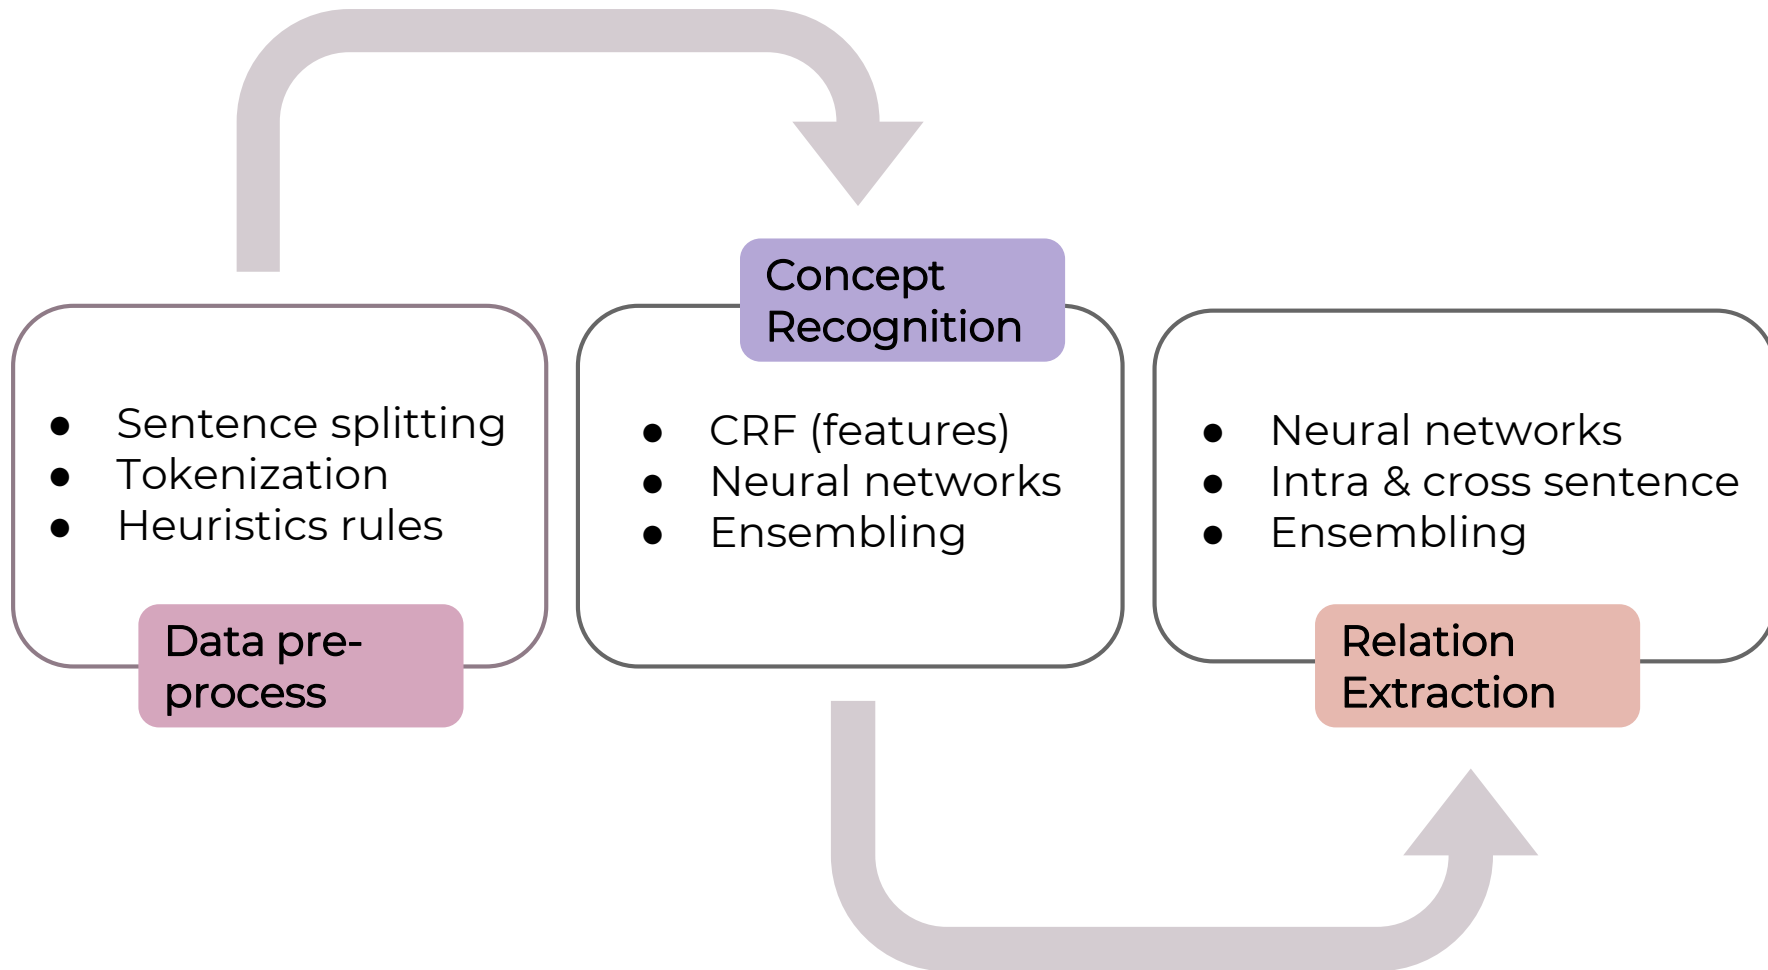 ● Sentence splitting
● Tokenization
● Heuristics rules
Data pre-
process
Concept
Recognition
● CRF (features)
● Neural networks
● Ensembling
● Neural networks
● Intra & cross sentence
● Ensembling
Relation
Extraction